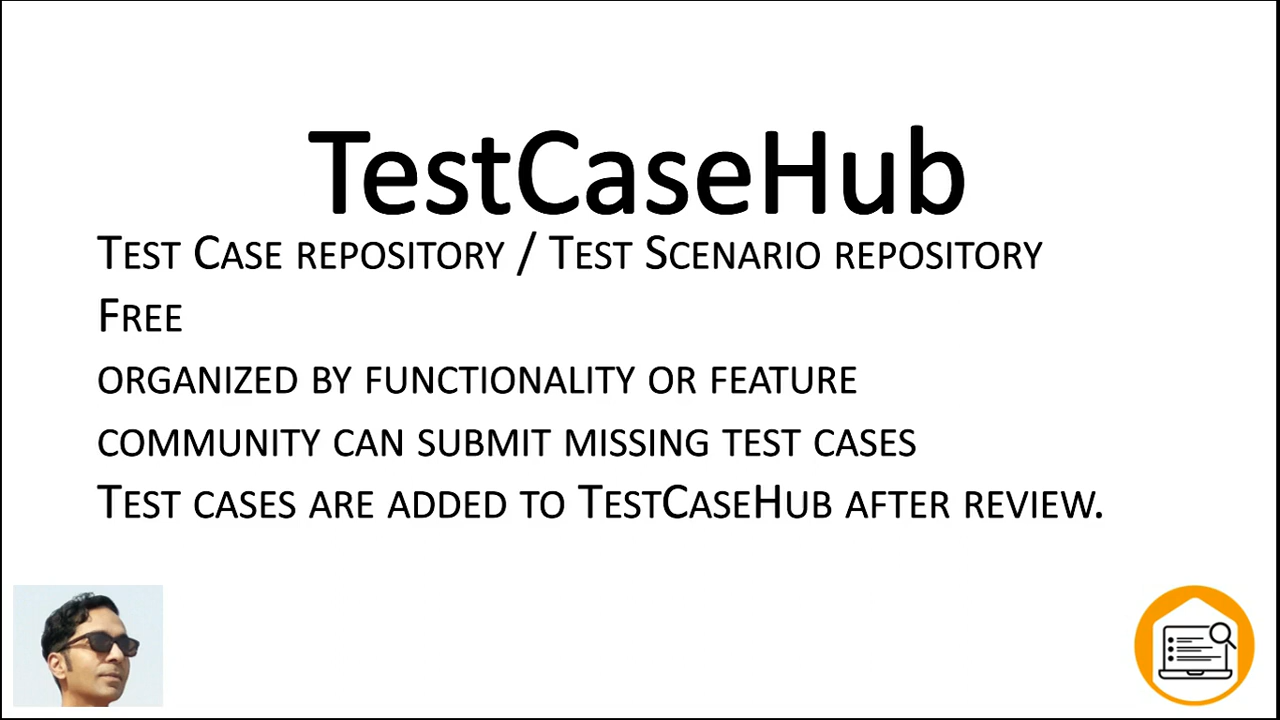 TestCaseHub
Test Case repository / Test Scenario repository
Free
organized by functionality or feature
community can submit missing test cases
Test cases are added to TestCaseHub after review.